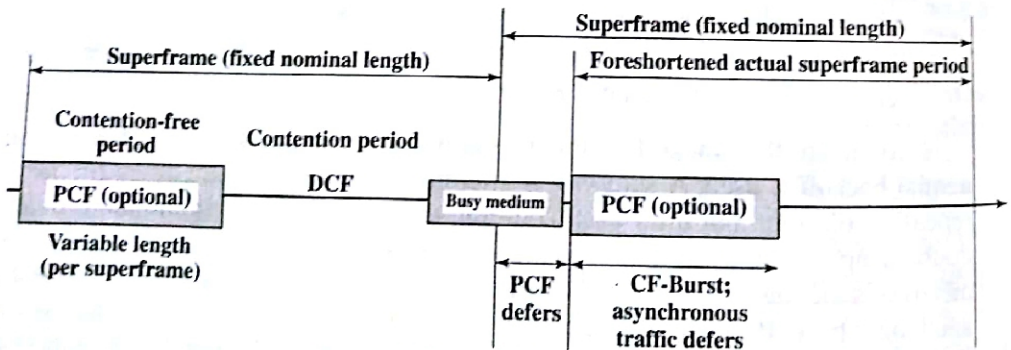 Superframe (fixed nominal length)
Superframe (fixed nominal length)
Foreshortened actual superframe period
Contention-free
period
Contention period
PCF (optional)
DCF
Busy medium
PCF (optional)
Variable length
(per superframe)
PCF
defers
CF-Burst;
asynchronous
traffic defers